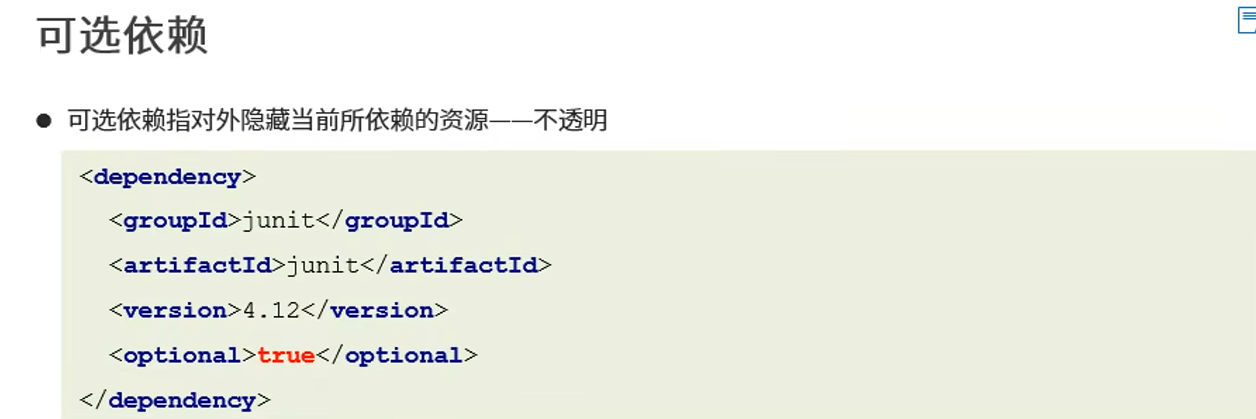 可选依赖
● 可选依赖指对外隐藏当前所依赖的资源——不透明
<dependency>
<groupId>junit</groupId>
<artifactId>junit</artifactId>
<version>4.12</version>
<optional>true</optional>
</dependency>